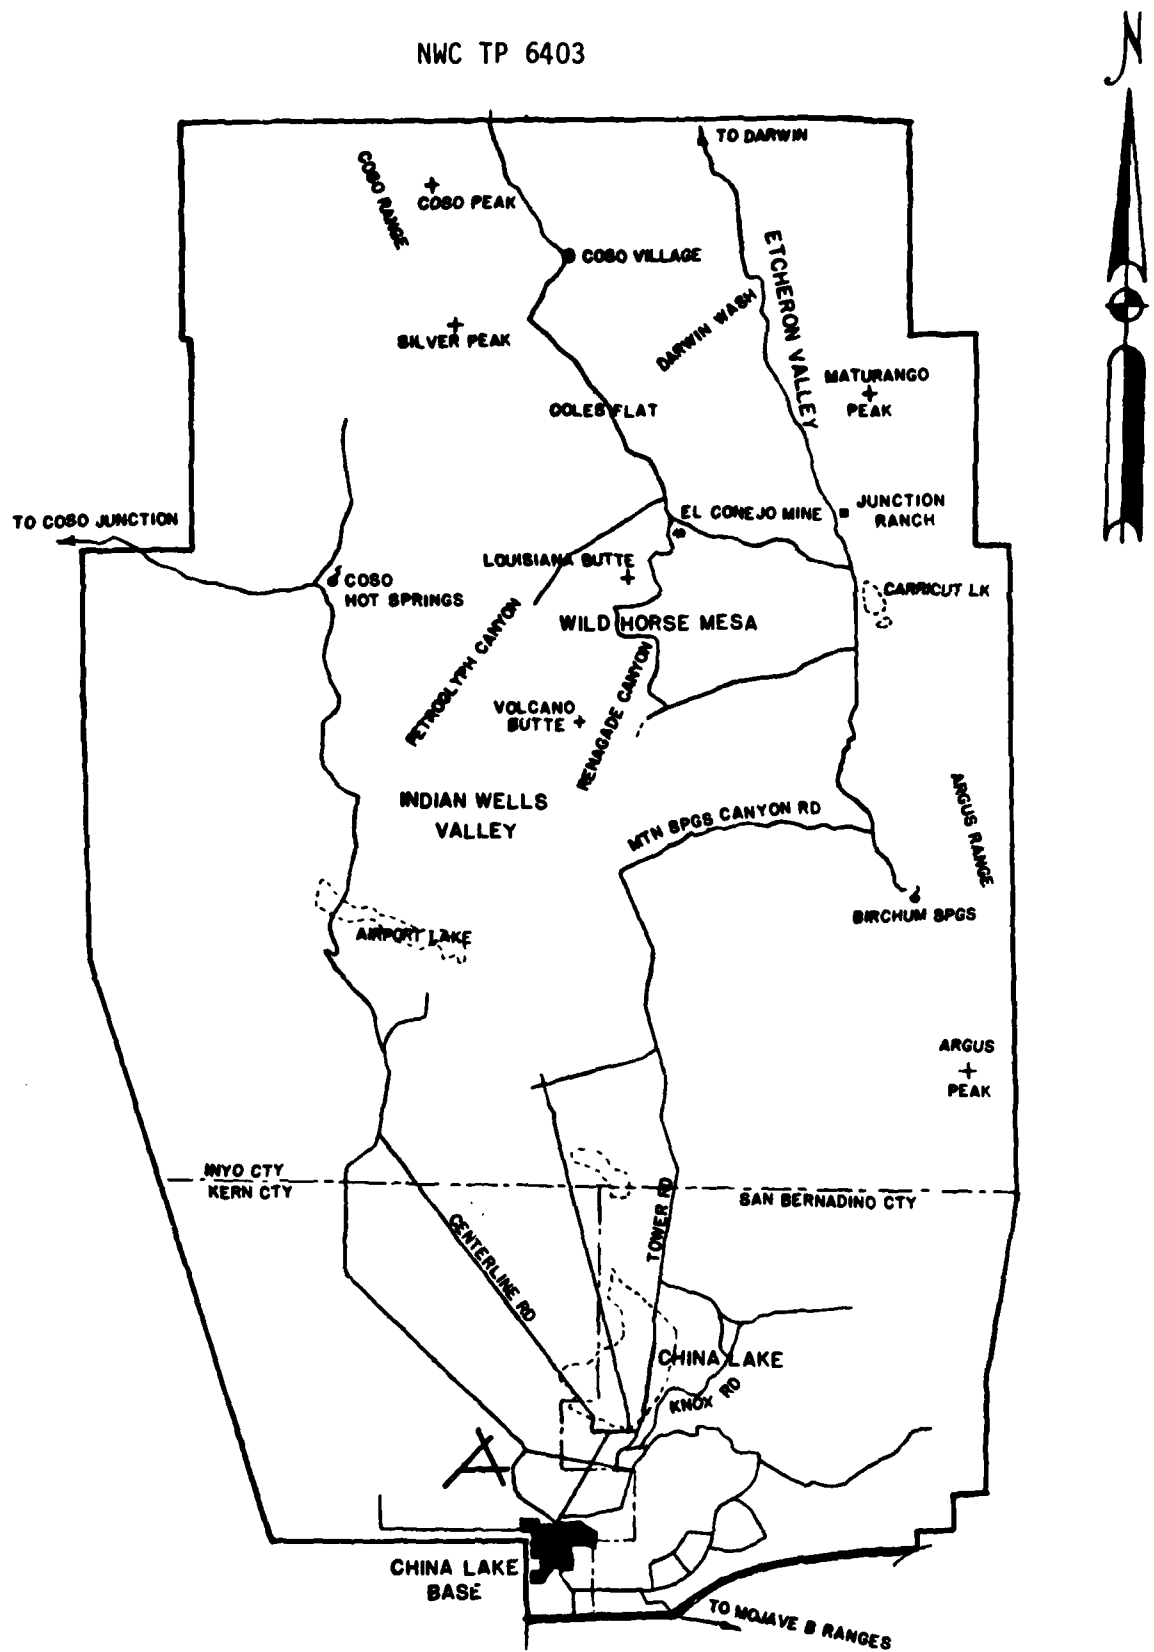 NWC TP 6403
N
TO DARWIN
COSO RANGE
COSO PEAK
COSO VILLAGE
ETCHERON VALLEY
DARWIN WASH
SILVER PEAK
MATURANGO
PEAK
COLES FLAT
TO COSO JUNCTION
EL CONEJO MINE
JUNCTION
RANCH
LOUISIANA BUTTE
COSO
HOT SPRINGS
CARRICUT LK
WILD HORSE MESA
PETROGLYPH CANYON
RENAGADE CANYON
VOLCANO
BUTTE
INDIAN WELLS
VALLEY
MTN SPGS CANYON RD
ARGUS RANGE
BIRCHUM SPGS
AIRPORT LAKE
ARGUS
PEAK
INYO CTY
KERN CTY
SAN BERNADINO CTY
TOWER RD
CENTERLINE RD
CHINA LAKE
KNOX RD
CHINA LAKE
BASE
TO MOJAVE B RANGES